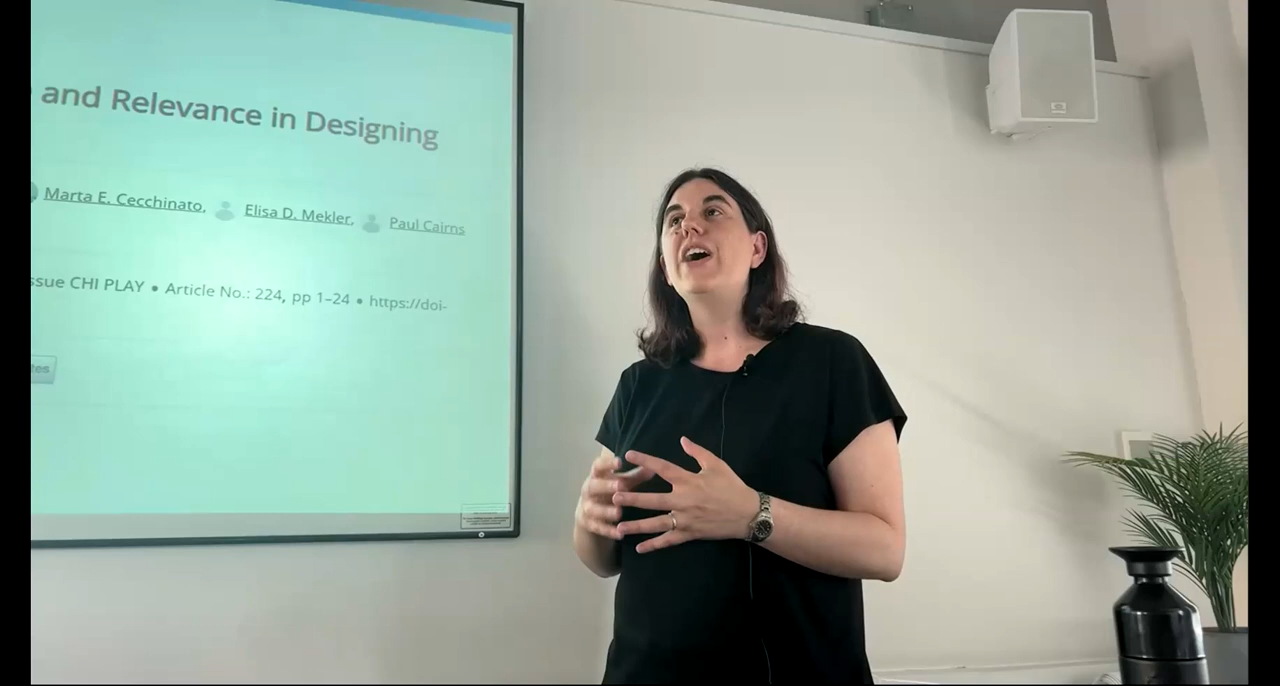 and Relevance in Designing
Marta E. Cecchinato, Elisa D. Mekler, Paul Cairns
ssue CHI PLAY • Article No.: 224, pp 1–24 • https://doi-
tes